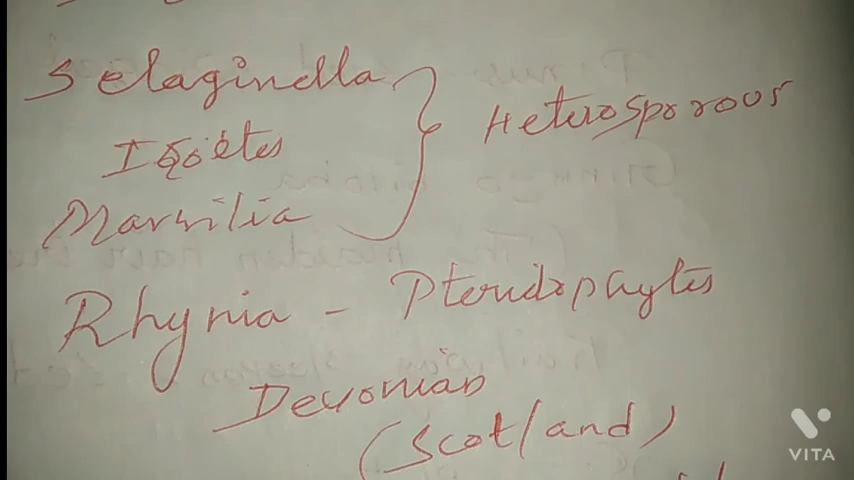 Selaginella
Isoetes
Marsilia
Heterosporous
Rhynia - Pteridophytes
Devonian
(Scotland)
VITA